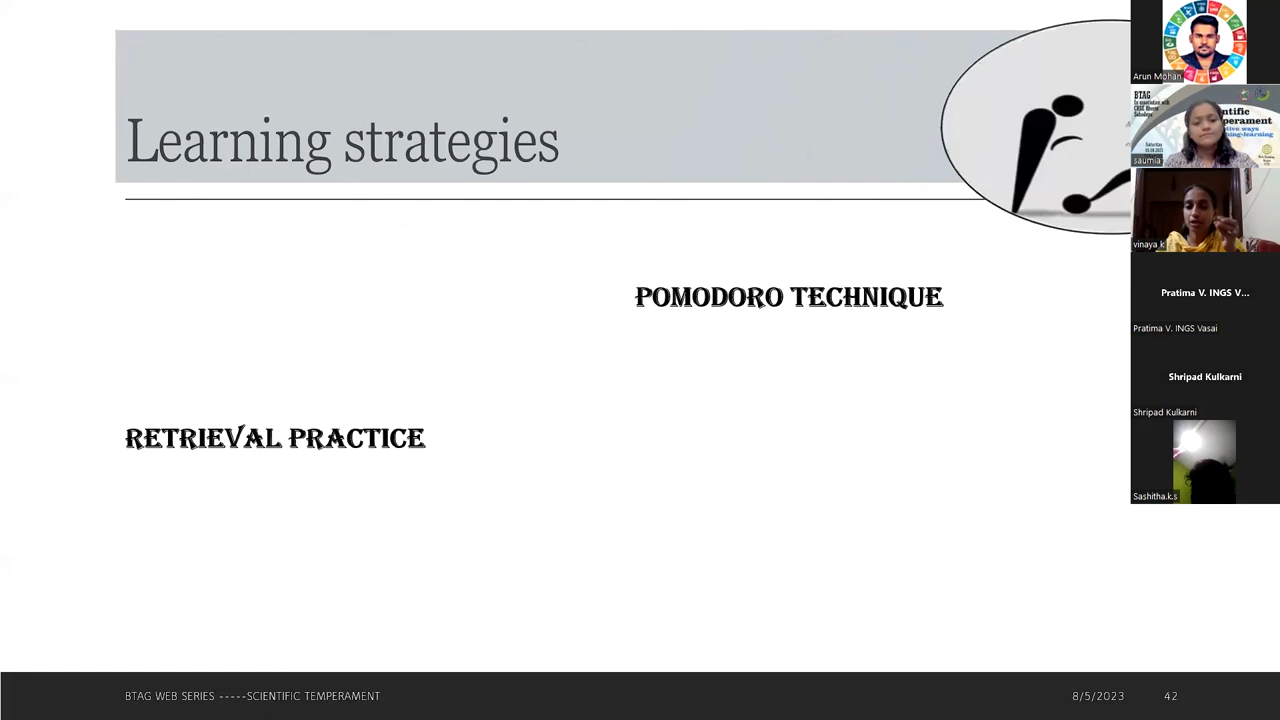 Learning strategies
POMODORO TECHNIQUE
RETRIEVAL PRACTICE
BTAG WEB SERIES -----SCIENTIFIC TEMPERAMENT
8/5/2023
42
Arun Mohan
BTAG
saumia
vinaya k
Pratima V. INGS V...
Pratima V. INGS Vasai
Shripad Kulkarni
Shripad Kulkarni
Sashitha.k.s